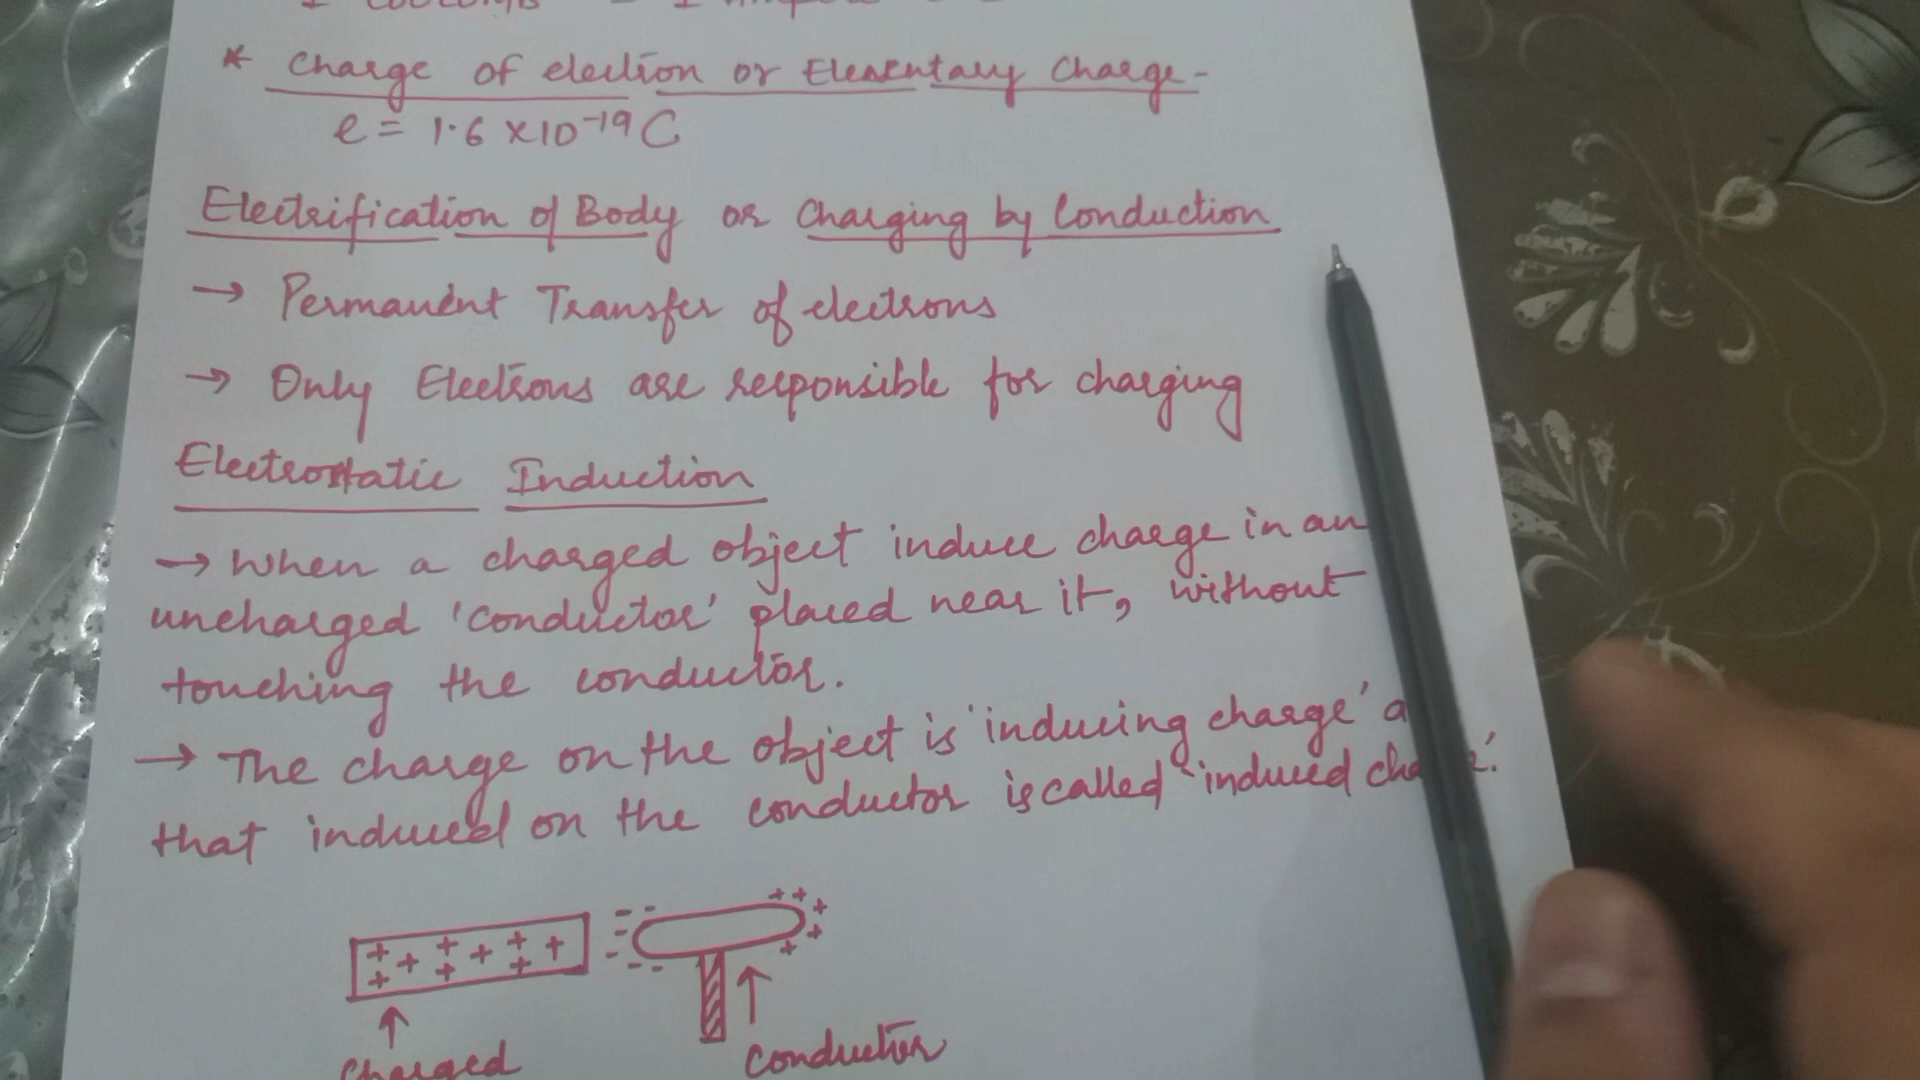 * Charge of electron or Elementary Charge -
e = 1.6 × 10⁻¹⁹ C
Electrification of Body or Charging by Conduction
→ Permanent Transfer of electrons
→ Only Electrons are responsible for charging
Electrostatic Induction
→ When a charged object induce charge in an
uncharged 'conductor' placed near it, without
touching the conductor.
→ The charge on the object is 'inducing charge'
that induced on the conductor is called 'induced
+ + + + + + + + +
- - - - - - -
+ + + + +
Charged
Conductor